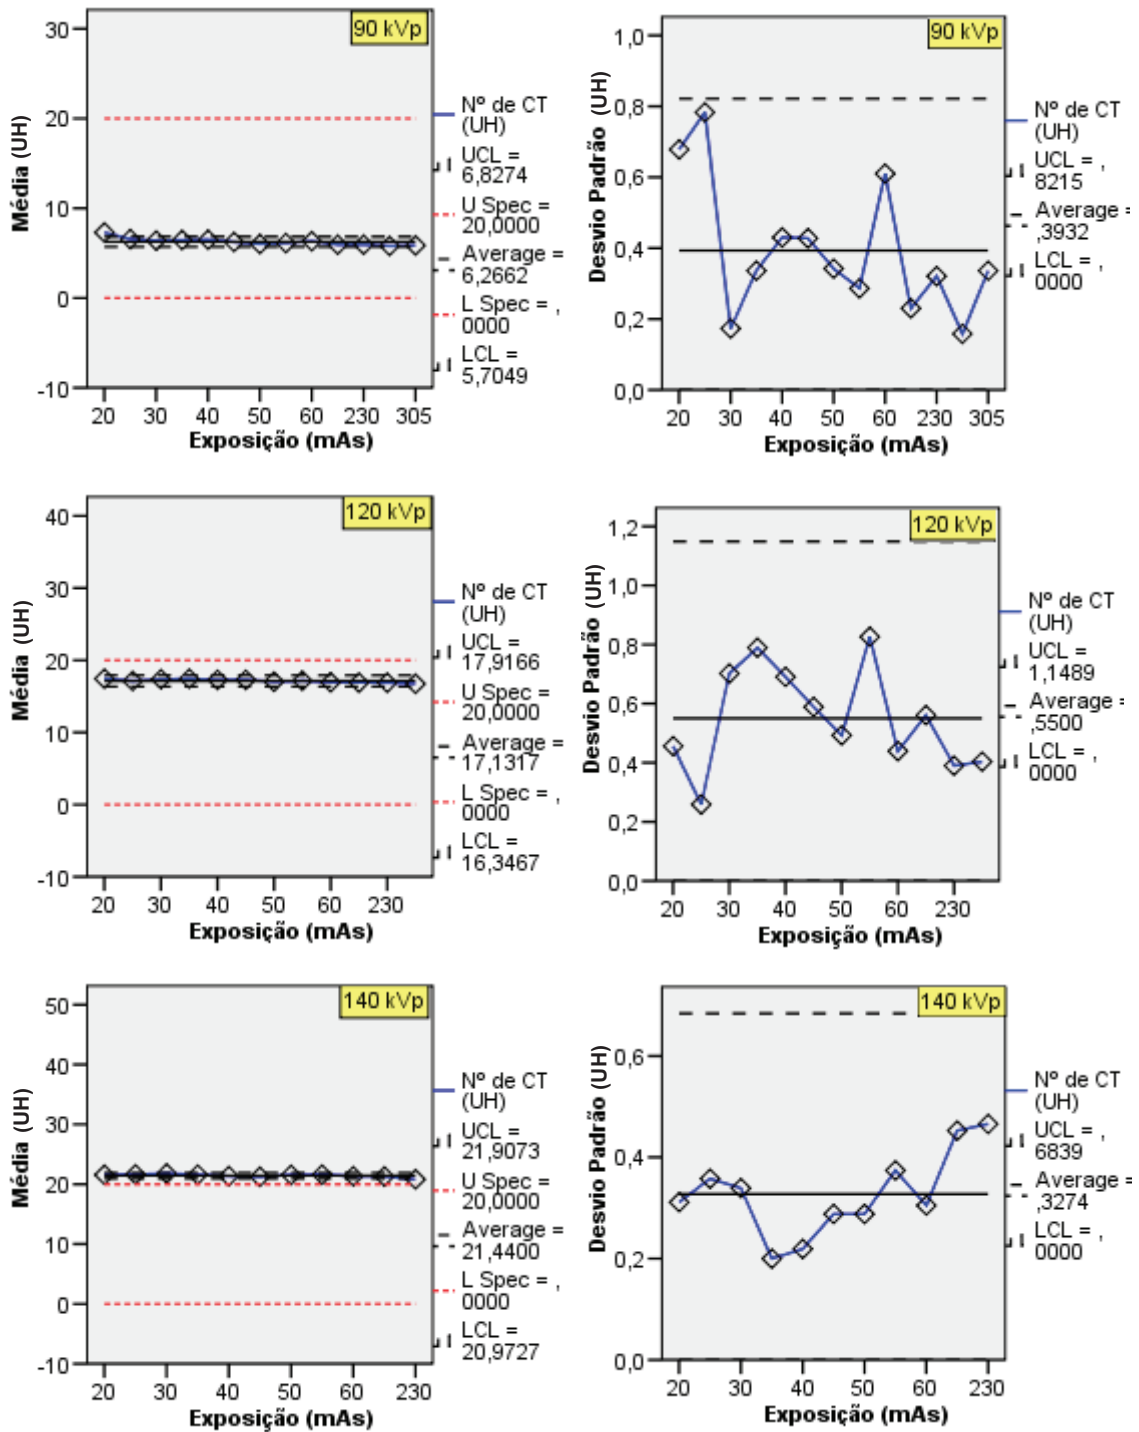 90 kVp
Média (UH)
30
20
10
0
-10
20 30 40 50 60 230 305
Exposição (mAs)
Nº de CT
(UH)
UCL =
6,8274
U Spec =
20,0000
Average =
6,2662
L Spec = ,
0000
LCL =
5,7049
90 kVp
Desvio Padrão (UH)
1,0
0,8
0,6
0,4
0,2
0,0
20 30 40 50 60 230 305
Exposição (mAs)
Nº de CT
(UH)
UCL = ,
8215
Average =
,3932
LCL = ,
0000
120 kVp
Média (UH)
40
30
20
10
0
-10
20 30 40 50 60 230
Exposição (mAs)
Nº de CT
(UH)
UCL =
17,9166
U Spec =
20,0000
Average =
17,1317
L Spec = ,
0000
LCL =
16,3467
120 kVp
Desvio Padrão (UH)
1,2
1,0
0,8
0,6
0,4
0,2
0,0
20 30 40 50 60 230
Exposição (mAs)
Nº de CT
(UH)
UCL =
1,1489
Average =
,5500
LCL = ,
0000
140 kVp
Média (UH)
50
40
30
20
10
0
-10
20 30 40 50 60 230
Exposição (mAs)
Nº de CT
(UH)
UCL =
21,9073
U Spec =
20,0000
Average =
21,4400
L Spec = ,
0000
LCL =
20,9727
140 kVp
Desvio Padrão (UH)
0,6
0,4
0,2
0,0
20 30 40 50 60 230
Exposição (mAs)
Nº de CT
(UH)
UCL = ,
6839
Average =
,3274
LCL = ,
0000